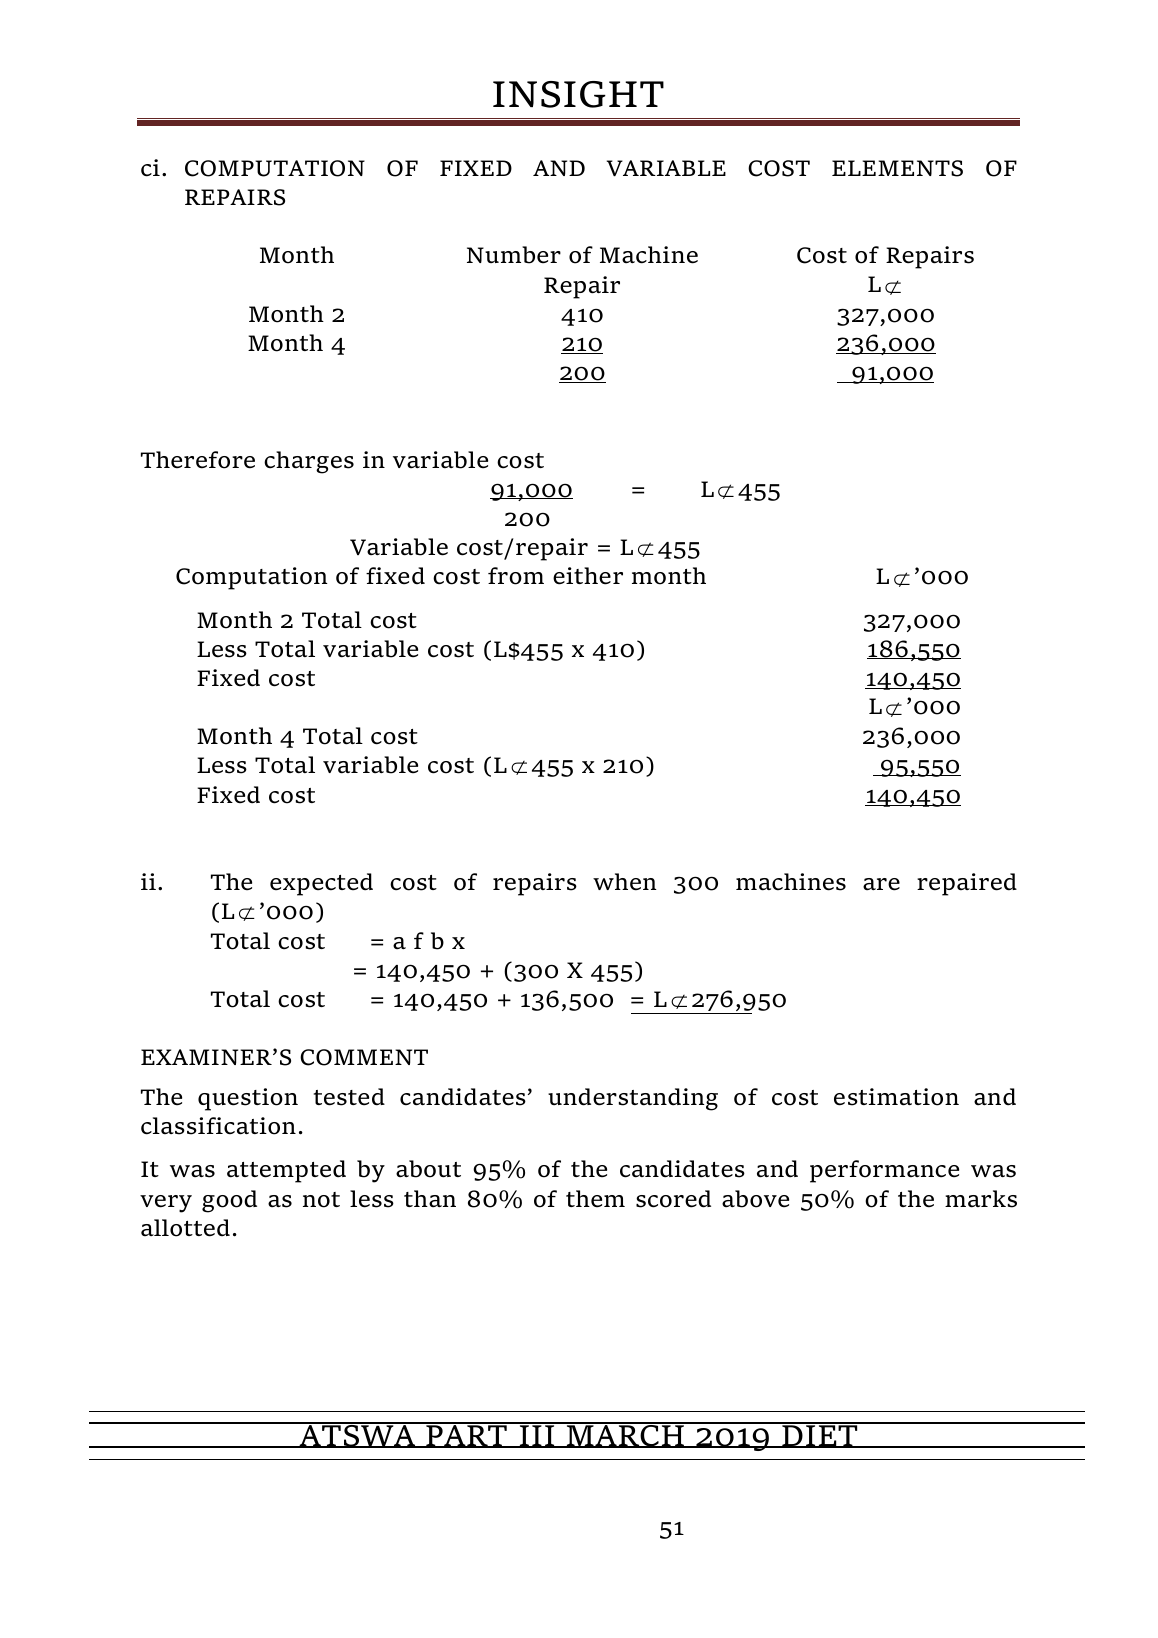 INSIGHT
ci. COMPUTATION OF FIXED AND VARIABLE COST ELEMENTS OF
REPAIRS
Month Number of Machine Cost of Repairs
Repair L⊄
Month 2 410 327,000
Month 4 210 236,000
200 91,000
Therefore charges in variable cost
91,000 = L⊄455
200
Variable cost/repair = L⊄455
Computation of fixed cost from either month L⊄’000
Month 2 Total cost 327,000
Less Total variable cost (L$455 x 410) 186,550
Fixed cost 140,450
L⊄’000
Month 4 Total cost 236,000
Less Total variable cost (L⊄455 x 210) 95,550
Fixed cost 140,450
ii. The expected cost of repairs when 300 machines are repaired
(L⊄’000)
Total cost = a f b x
= 140,450 + (300 X 455)
Total cost = 140,450 + 136,500 = L⊄276,950
EXAMINER’S COMMENT
The question tested candidates’ understanding of cost estimation and
classification.
It was attempted by about 95% of the candidates and performance was
very good as not less than 80% of them scored above 50% of the marks
allotted.
ATSWA PART III MARCH 2019 DIET
51